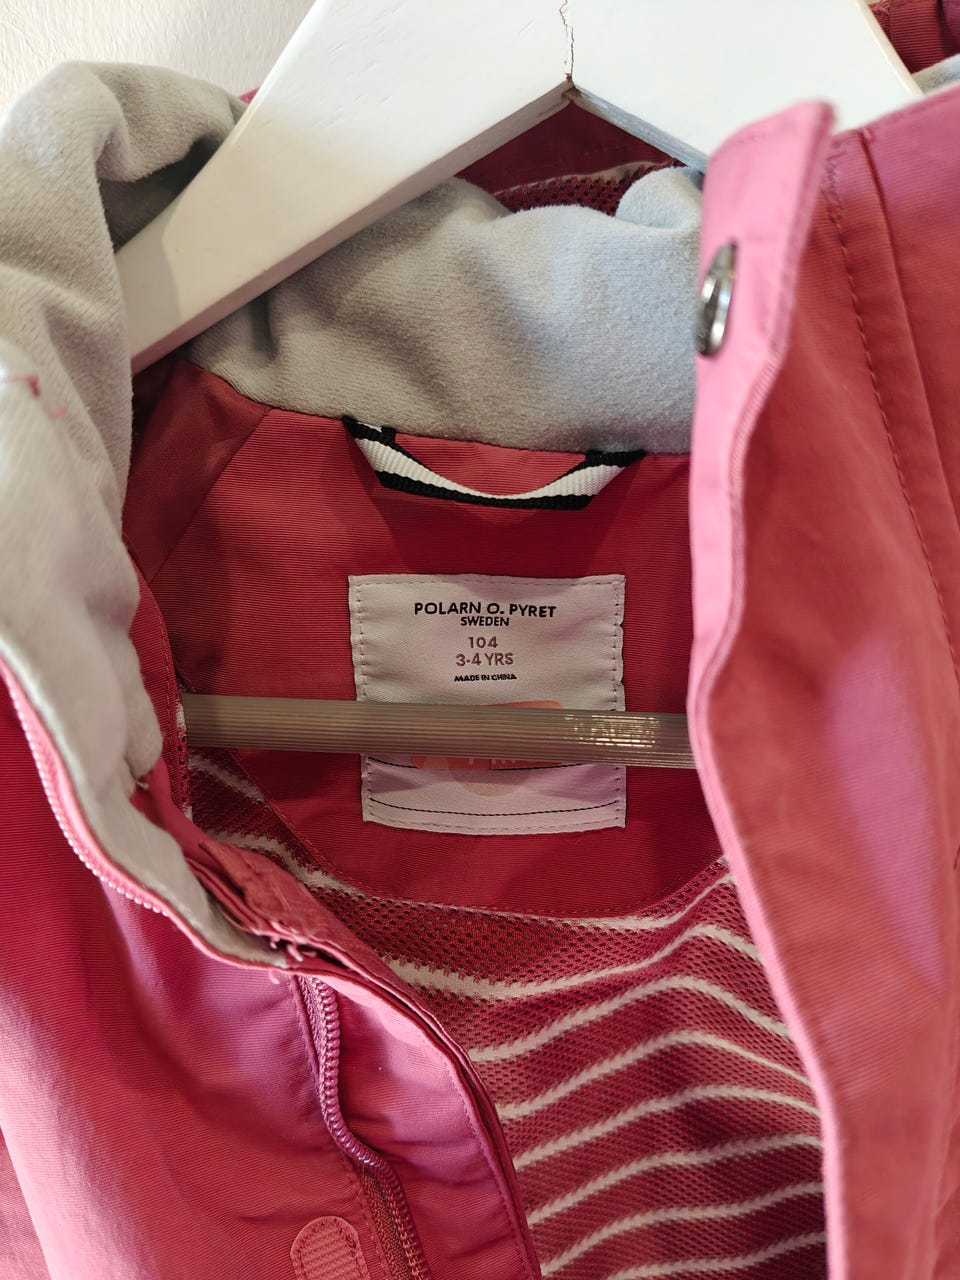 POLARN O. PYRET
SWEDEN
104
3-4 YRS
MADE IN CHINA